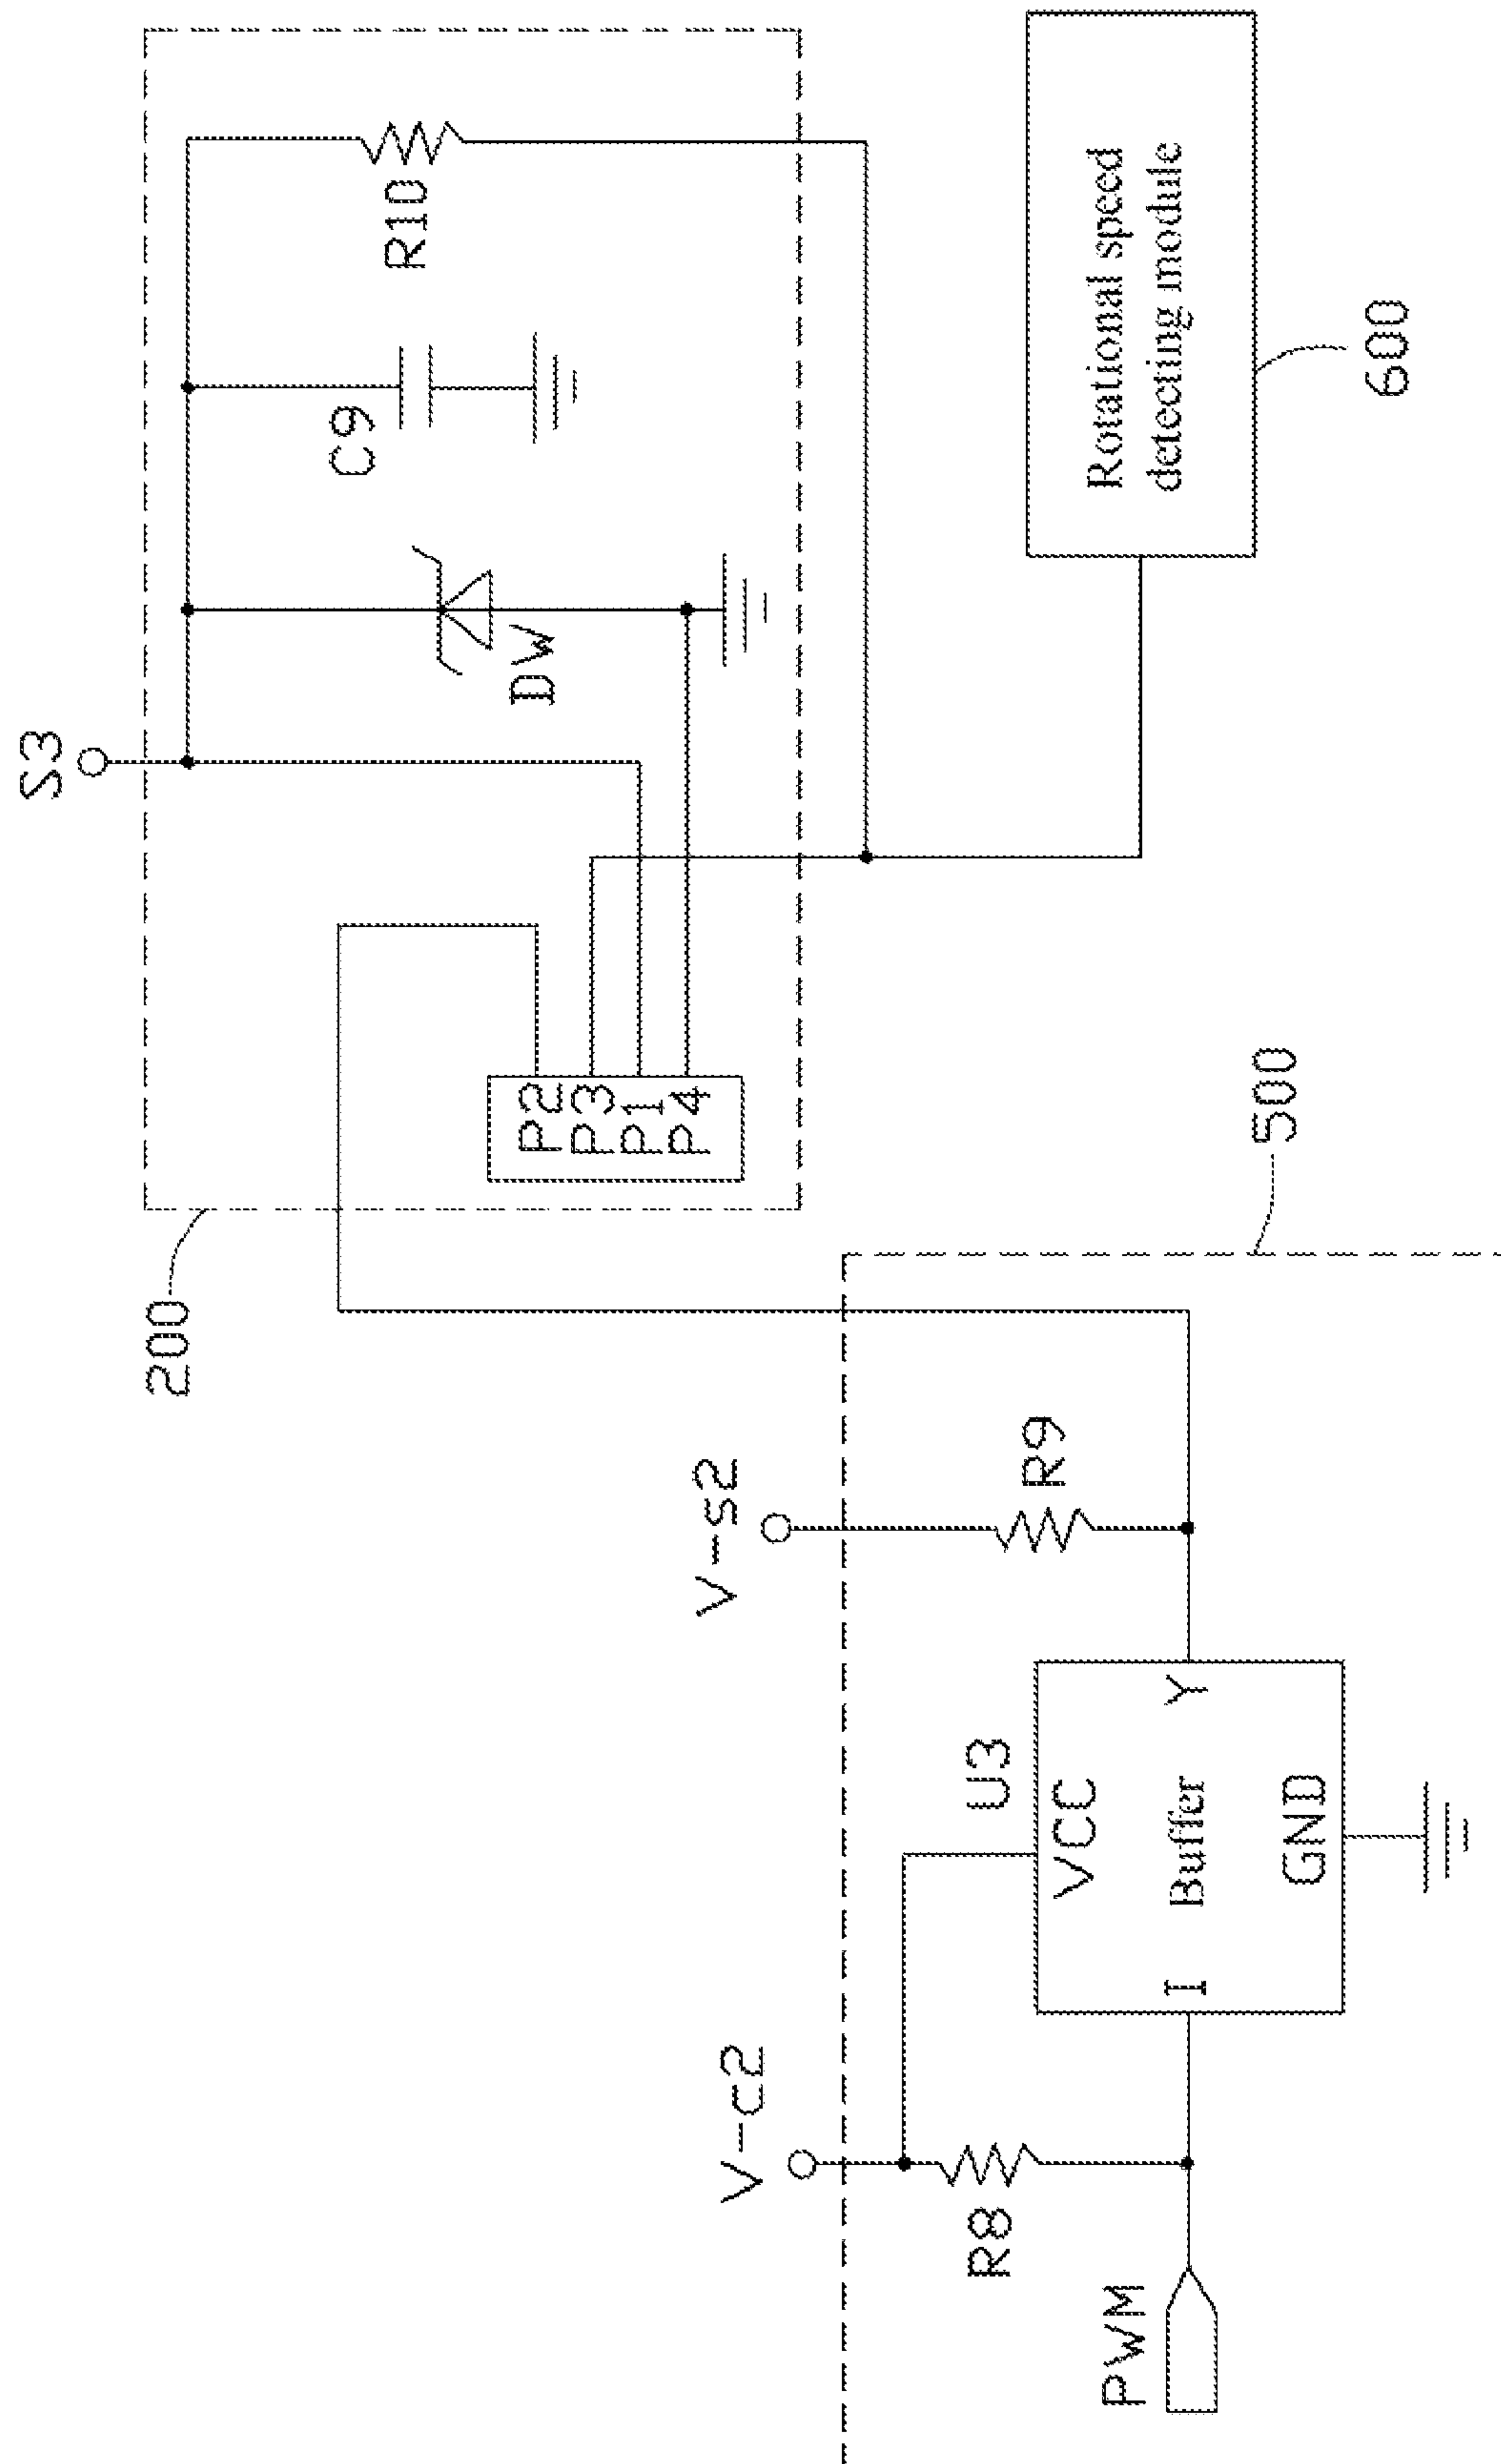 S3
200
R10
C9
DW
P2
P3
P1
P4
V-s2
V-c2
R9
R8
U3
VCC
I
Buffer
Y
GND
PWM
500
Rotational speed
detecting module
600